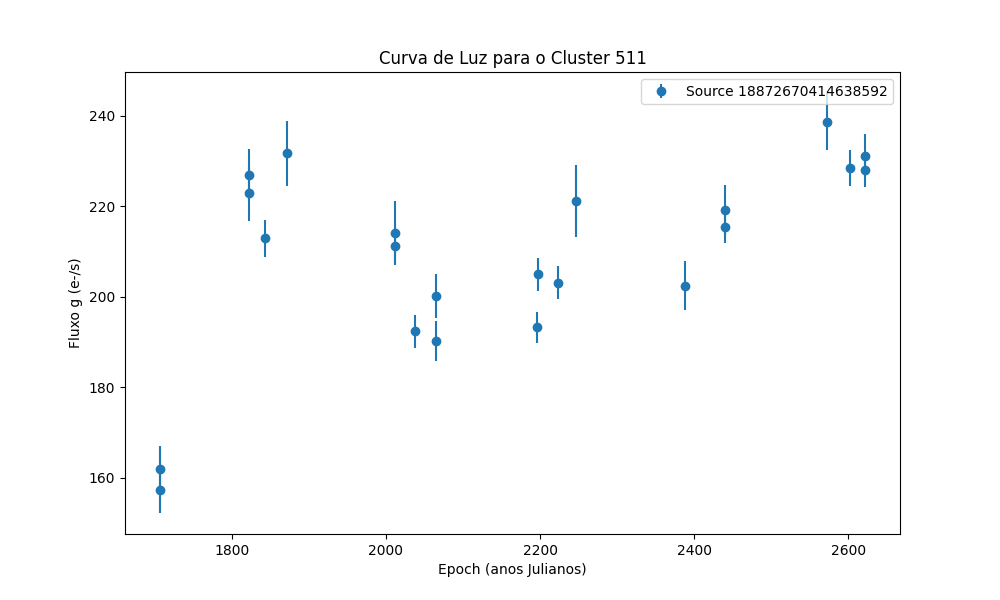 Curva de Luz para o Cluster 511
Source 18872670414638592
Fluxo g (e-/s)
240
220
200
180
160
1800
2000
2200
2400
2600
Epoch (anos Julianos)